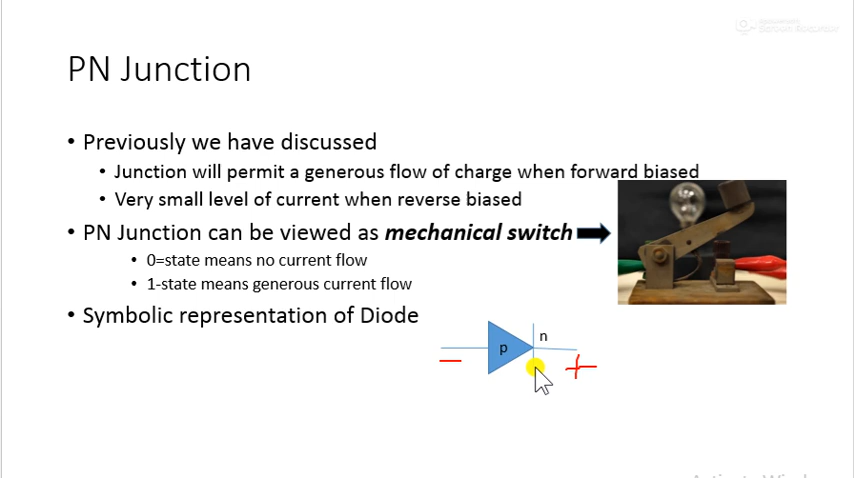 PN Junction
• Previously we have discussed
• Junction will permit a generous flow of charge when forward biased
• Very small level of current when reverse biased
• PN Junction can be viewed as mechanical switch
• 0=state means no current flow
• 1-state means generous current flow
• Symbolic representation of Diode
p n
− +